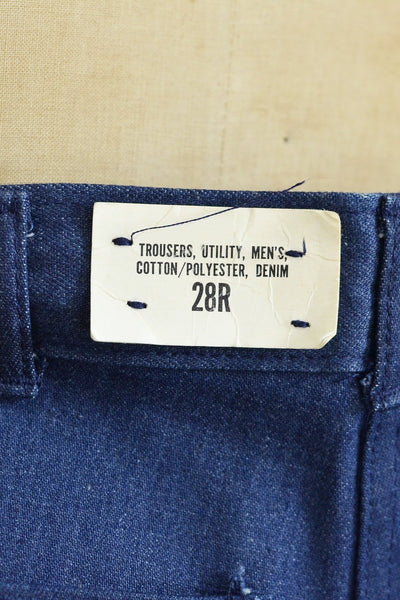 TROUSERS, UTILITY, MEN'S,
COTTON/POLYESTER, DENIM
28R